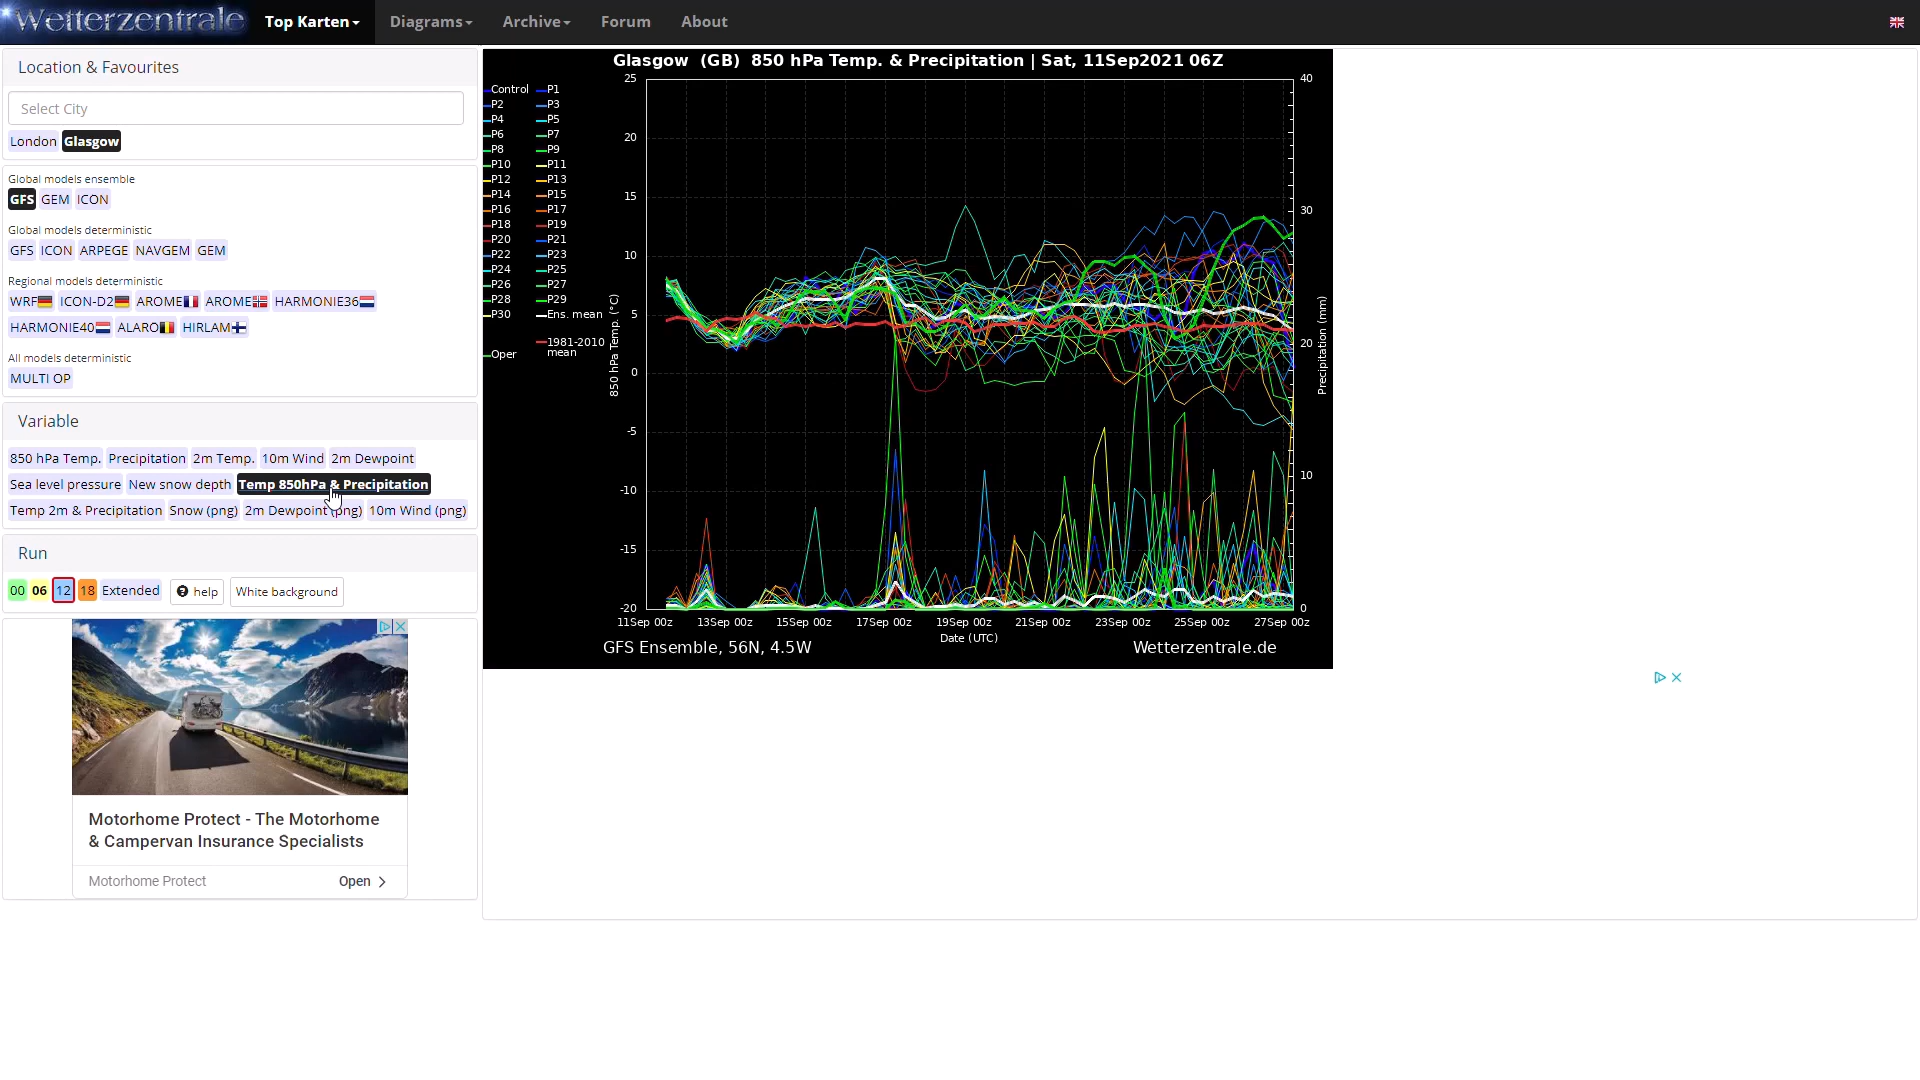 Wetterzentrale
Top Karten
Diagrams
Archive
Forum
About
Location & Favourites
Select City
London Glasgow
Global models ensemble
GFS GEM ICON
Global models deterministic
GFS ICON ARPEGE NAVGEM GEM
Regional models deterministic
WRF ICON-D2 AROME AROME HARMONIE36
HARMONIE40 ALARO HIRLAM
All models deterministic
MULTI OP
Variable
850 hPa Temp. Precipitation 2m Temp. 10m Wind 2m Dewpoint
Sea level pressure New snow depth Temp 850hPa & Precipitation
Temp 2m & Precipitation Snow (png) 2m Dewpoint (png) 10m Wind (png)
Run
00 06 12 18 Extended help White background
Motorhome Protect - The Motorhome
& Campervan Insurance Specialists
Motorhome Protect Open
Glasgow (GB) 850 hPa Temp. & Precipitation | Sat, 11Sep2021 06Z
Control P1
P2 P3
P4 P5
P6 P7
P8 P9
P10 P11
P12 P13
P14 P15
P16 P17
P18 P19
P20 P21
P22 P23
P24 P25
P26 P27
P28 P29
P30 Ens. mean
1981-2010
mean
Oper
850 hPa Temp. (°C)
25
20
15
10
5
0
-5
-10
-15
-20
40
30
20
10
0
Precipitation (mm)
11Sep 00z 13Sep 00z 15Sep 00z 17Sep 00z 19Sep 00z 21Sep 00z 23Sep 00z 25Sep 00z 27Sep 00z
Date (UTC)
GFS Ensemble, 56N, 4.5W
Wetterzentrale.de